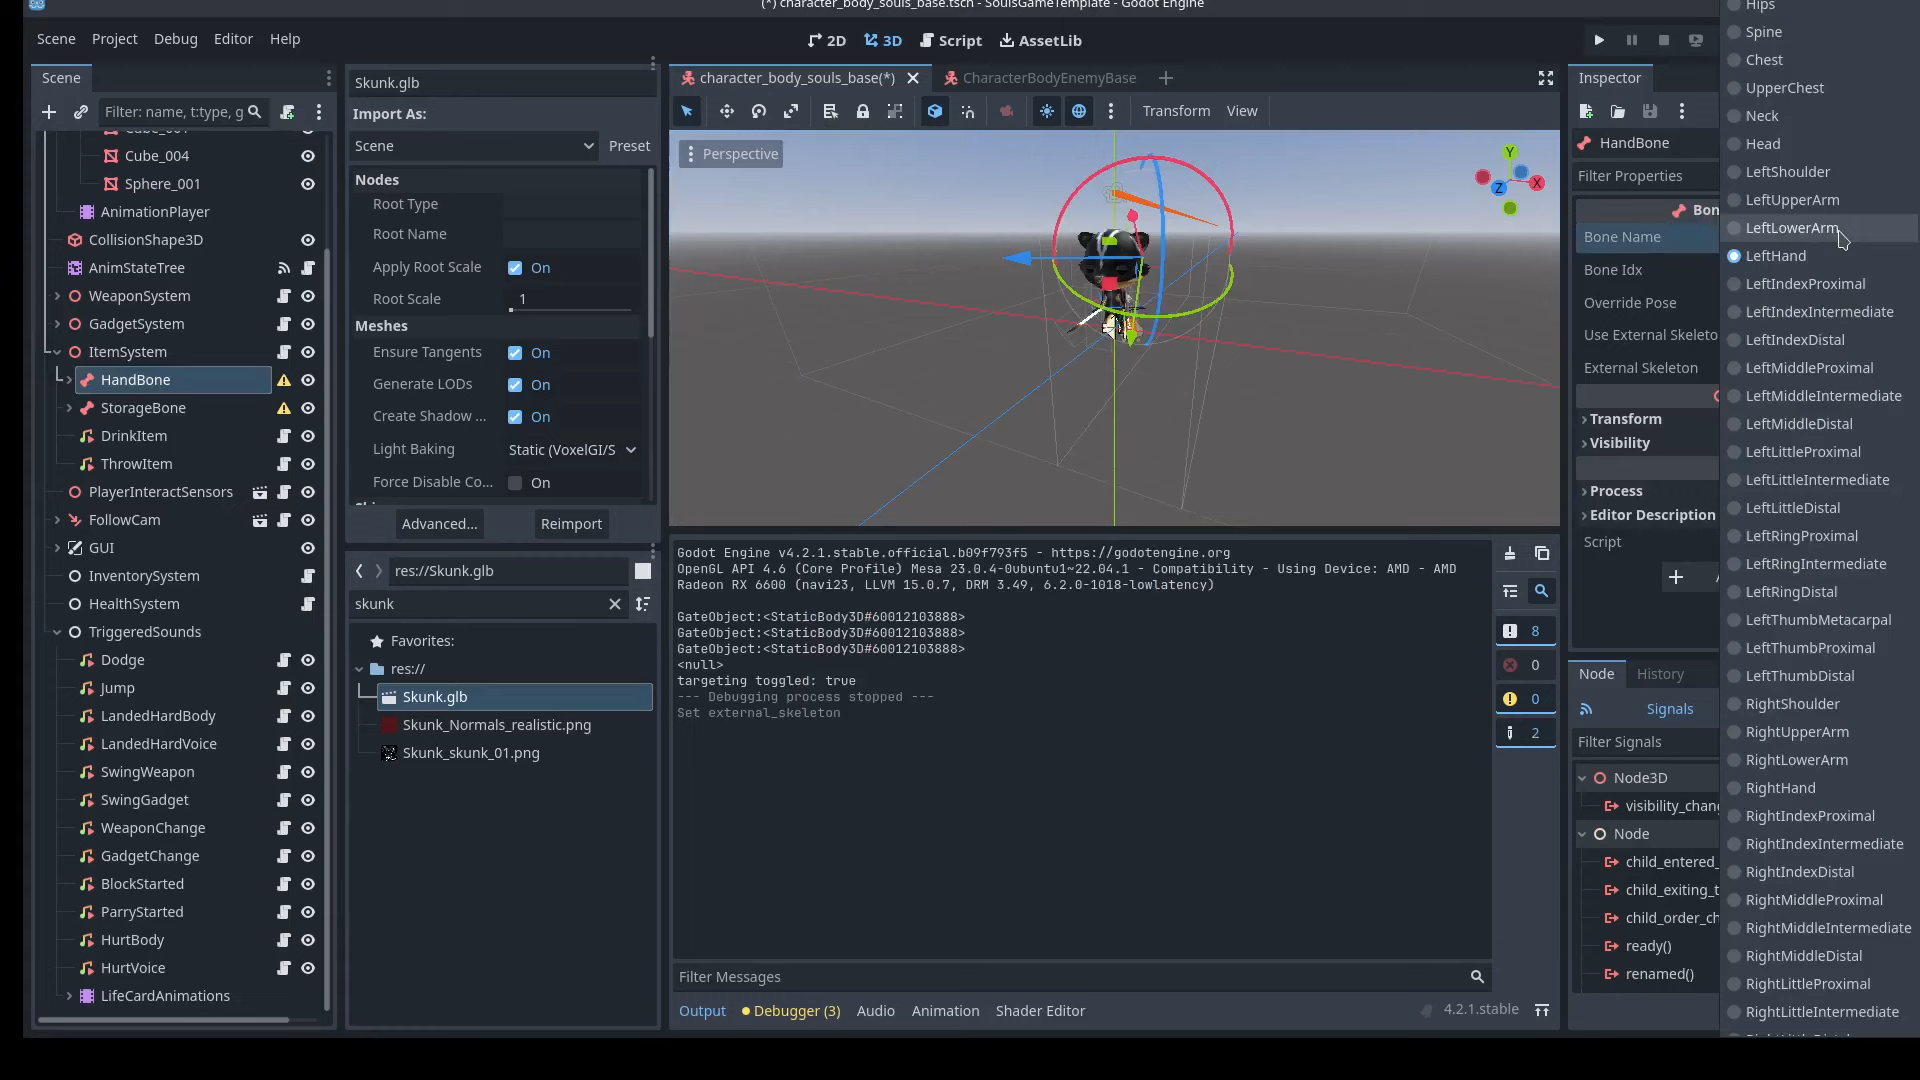 (*) character_body_souls_base.tscn - SoulsGameTemplate - Godot Engine
Scene Project Debug Editor Help
2D 3D Script AssetLib
Scene
Filter: name, t:type, g
Cube_004
Sphere_001
AnimationPlayer
CollisionShape3D
AnimStateTree
WeaponSystem
GadgetSystem
ItemSystem
HandBone
StorageBone
DrinkItem
ThrowItem
PlayerInteractSensors
FollowCam
GUI
InventorySystem
HealthSystem
TriggeredSounds
Dodge
Jump
LandedHardBody
LandedHardVoice
SwingWeapon
SwingGadget
WeaponChange
GadgetChange
BlockStarted
ParryStarted
HurtBody
HurtVoice
LifeCardAnimations
Skunk.glb
Import As:
Scene Preset
Nodes
Root Type
Root Name
Apply Root Scale On
Root Scale 1
Meshes
Ensure Tangents On
Generate LODs On
Create Shadow ... On
Light Baking Static (VoxelGI/S
Force Disable Co... On
Advanced... Reimport
res://Skunk.glb
skunk
Favorites:
res://
Skunk.glb
Skunk_Normals_realistic.png
Skunk_skunk_01.png
character_body_souls_base(*) CharacterBodyEnemyBase
Transform View
Perspective
Y
X
Z
Godot Engine v4.2.1.stable.official.b09f793f5 - https://godotengine.org
OpenGL API 4.6 (Core Profile) Mesa 23.0.4-0ubuntu1~22.04.1 - Compatibility - Using Device: AMD - AMD
Radeon RX 6600 (navi23, LLVM 15.0.7, DRM 3.49, 6.2.0-1018-lowlatency)
GateObject:<StaticBody3D#60012103888>
GateObject:<StaticBody3D#60012103888>
GateObject:<StaticBody3D#60012103888>
<null>
targeting toggled: true
--- Debugging process stopped ---
Set external_skeleton
8
0
0
2
Filter Messages
Output Debugger (3) Audio Animation Shader Editor 4.2.1.stable
Inspector
HandBone
Filter Properties
Bon
Bone Name
Bone Idx
Override Pose
Use External Skeleto
External Skeleton
Transform
Visibility
Process
Editor Description
Script
Node History
Signals
Filter Signals
Node3D
visibility_chan
Node
child_entered_
child_exiting_t
child_order_ch
ready()
renamed()
Hips
Spine
Chest
UpperChest
Neck
Head
LeftShoulder
LeftUpperArm
LeftLowerArm
LeftHand
LeftIndexProximal
LeftIndexIntermediate
LeftIndexDistal
LeftMiddleProximal
LeftMiddleIntermediate
LeftMiddleDistal
LeftLittleProximal
LeftLittleIntermediate
LeftLittleDistal
LeftRingProximal
LeftRingIntermediate
LeftRingDistal
LeftThumbMetacarpal
LeftThumbProximal
LeftThumbDistal
RightShoulder
RightUpperArm
RightLowerArm
RightHand
RightIndexProximal
RightIndexIntermediate
RightIndexDistal
RightMiddleProximal
RightMiddleIntermediate
RightMiddleDistal
RightLittleProximal
RightLittleIntermediate